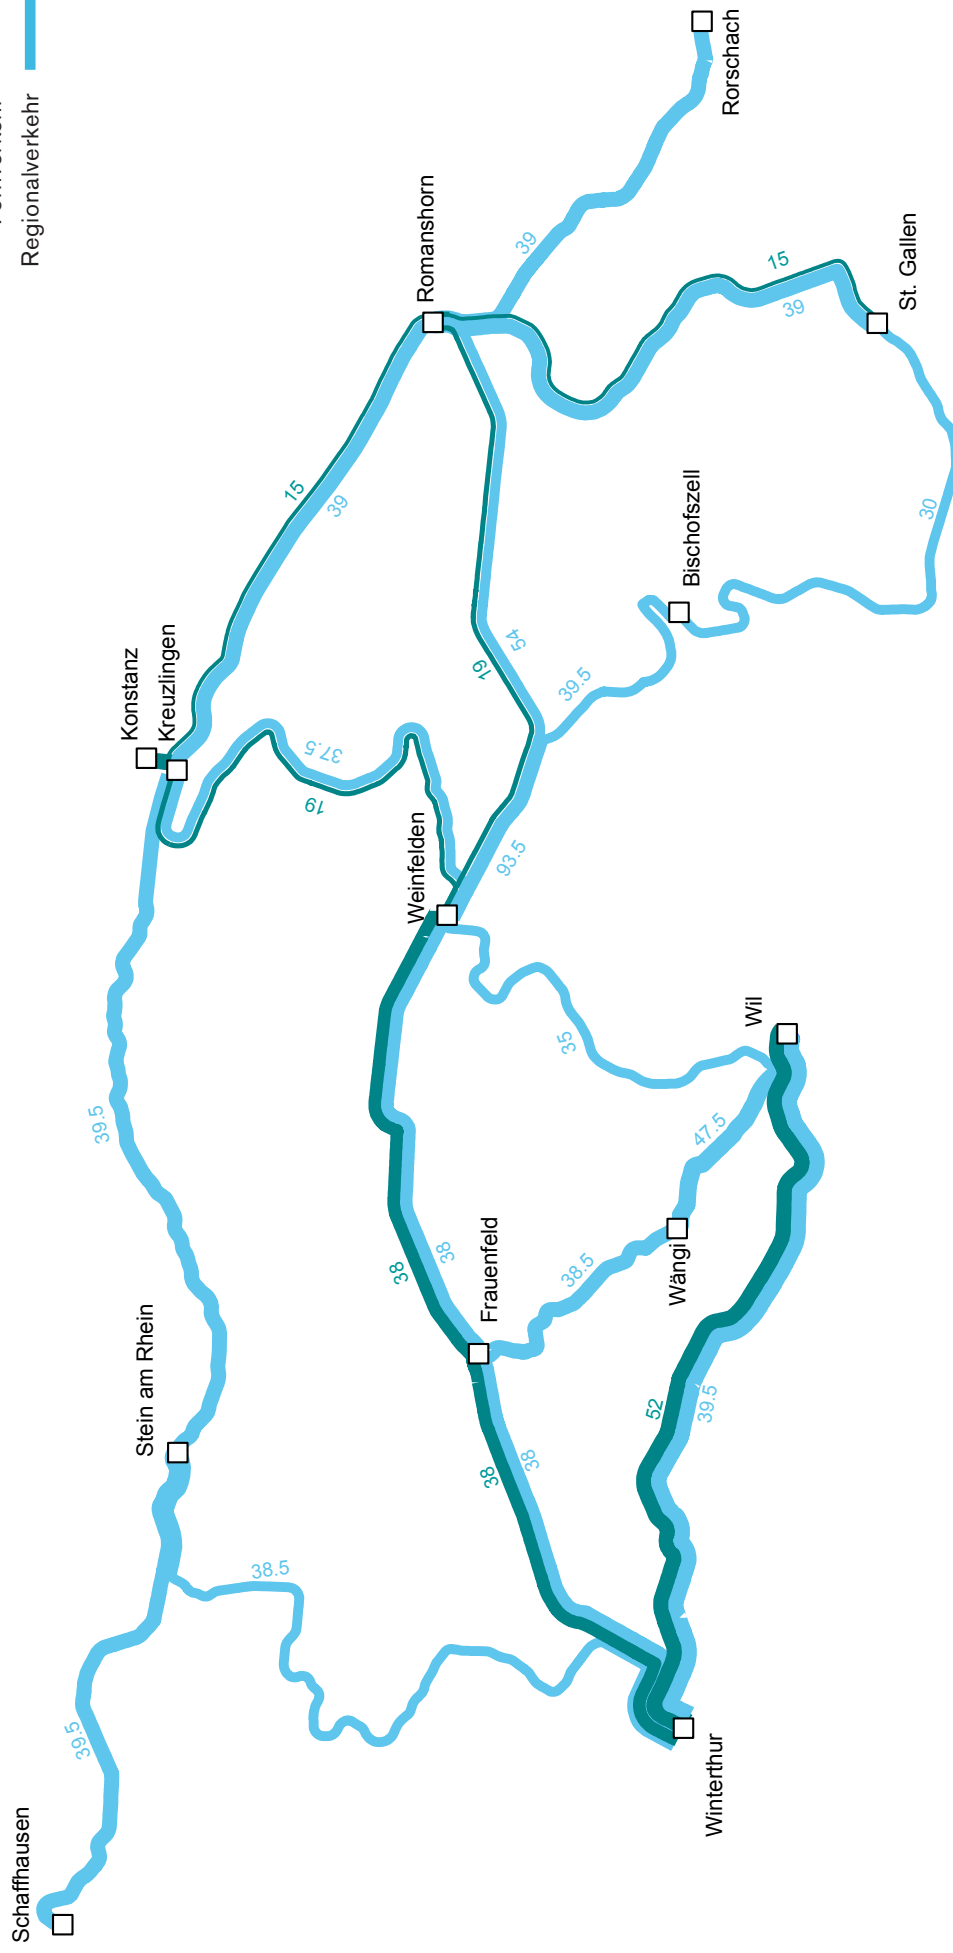 Regionalverkehr
Schaffhausen
39.5
39.5
Konstanz
Kreuzlingen
Stein am Rhein
38.5
15
39
37.5
19
Romanshorn
Weinfelden
38
38
19
54
93.5
Frauenfeld
38
38
39
39.5
38.5
35
Bischofszell
Rorschach
Wängi
47.5
52
39.5
Winterthur
Wil
15
39
St. Gallen
30